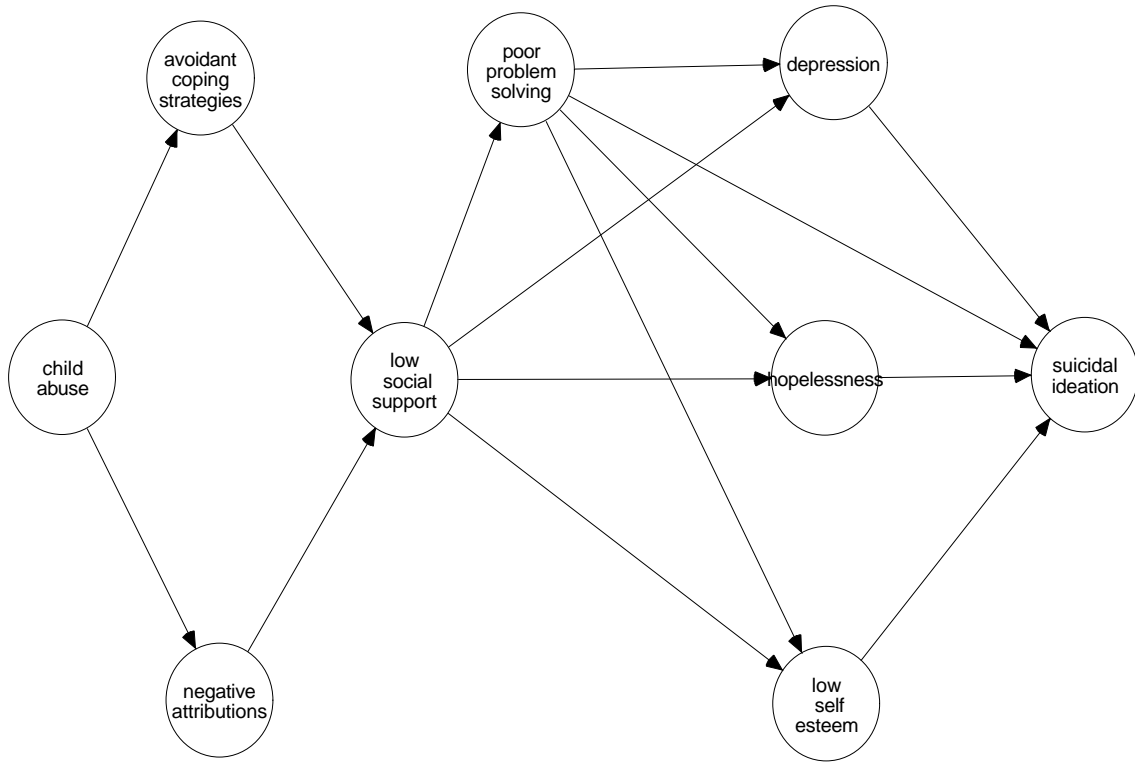 avoidant
coping
strategies
poor
problem
solving
depression
child
abuse
low
social
support
hopelessness
suicidal
ideation
negative
attributions
low
self
esteem